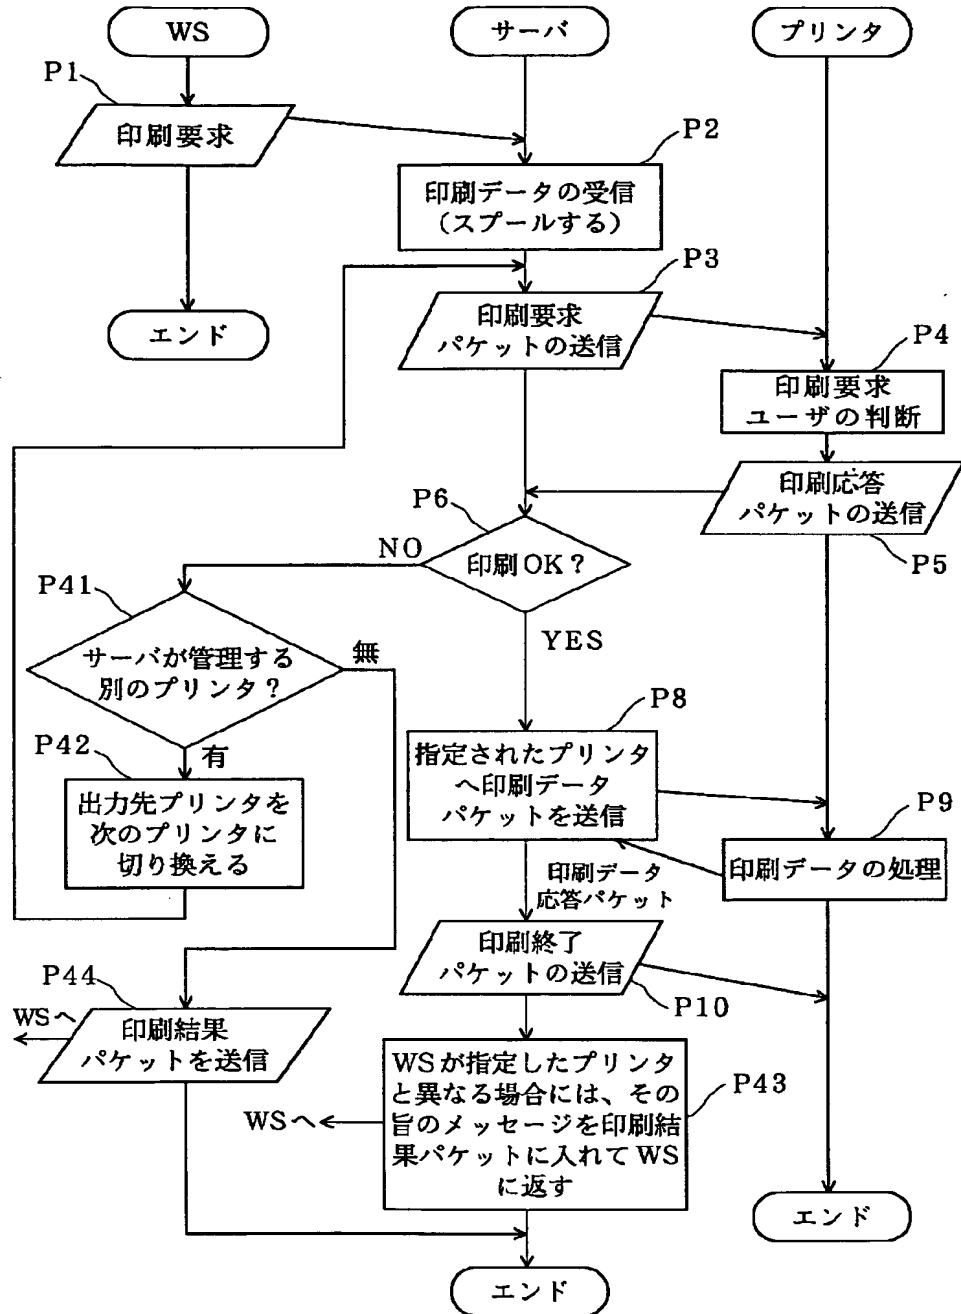 WS
サーバ
プリンタ
P1
印刷要求
P2
印刷データの受信
(スプールする)
P3
印刷要求
パケットの送信
エンド
P4
印刷要求
ユーザの判断
印刷応答
パケットの送信
P5
P6
印刷OK?
NO
YES
P41
サーバが管理する
別のプリンタ?
無
有
P42
出力先プリンタを
次のプリンタに
切り換える
P8
指定されたプリンタ
へ印刷データ
パケットを送信
P9
印刷データの処理
印刷データ
応答パケット
印刷終了
パケットの送信
P10
P44
WSへ
印刷結果
パケットを送信
WSが指定したプリンタ
と異なる場合には、その
旨のメッセージを印刷結
果パケットに入れてWS
に返す
P43
WSへ
エンド
エンド